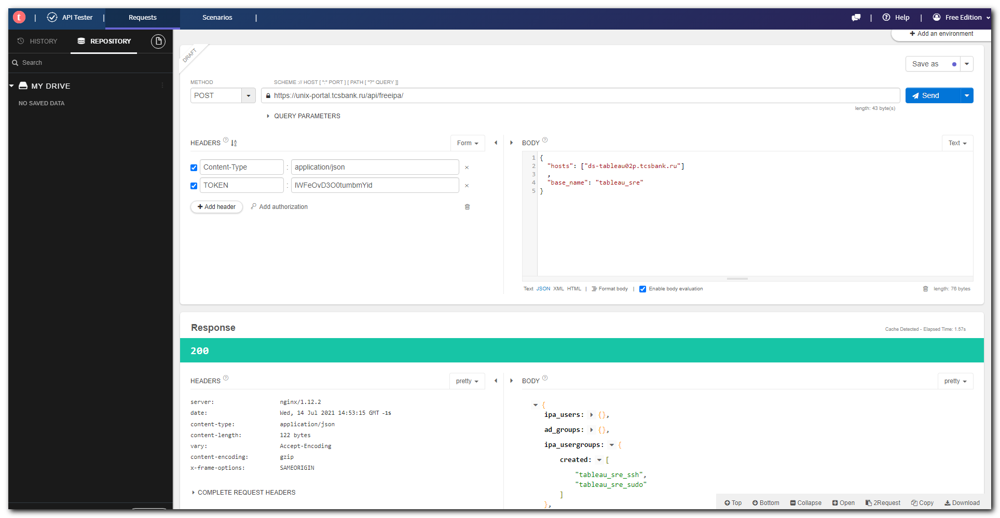 t | API Tester | Requests Scenarios | | Help | Free Edition
HISTORY REPOSITORY
+ Add an environment
Search
MY DRIVE
NO SAVED DATA
DRAFT
Save as
METHOD SCHEME :// HOST [ ":" PORT ] [ PATH [ "?" QUERY ]]
POST https://unix-portal.tcsbank.ru/api/freeipa/ Send
length: 43 byte(s)
QUERY PARAMETERS
HEADERS ? Form
Content-Type : application/json ×
TOKEN : IWFeOvD3O0tumbmYid ×
+ Add header Add authorization
BODY ? Text
1 {
2 "hosts": ["ds-tableau02p.tcsbank.ru"]
3 ,
4 "base_name": "tableau_sre"
5 }
Text JSON XML HTML | Format body | Enable body evaluation length: 76 bytes
Response
Cache Detected - Elapsed Time: 1.57s
200
HEADERS ? pretty
server: nginx/1.12.2
date: Wed, 14 Jul 2021 14:53:15 GMT -1s
content-type: application/json
content-length: 122 bytes
vary: Accept-Encoding
content-encoding: gzip
x-frame-options: SAMEORIGIN
COMPLETE REQUEST HEADERS
BODY ? pretty
{
ipa_users: {},
ad_groups: {},
ipa_usergroups: {
created: [
"tableau_sre_ssh",
"tableau_sre_sudo"
]
},
Top Bottom Collapse Open 2Request Copy Download